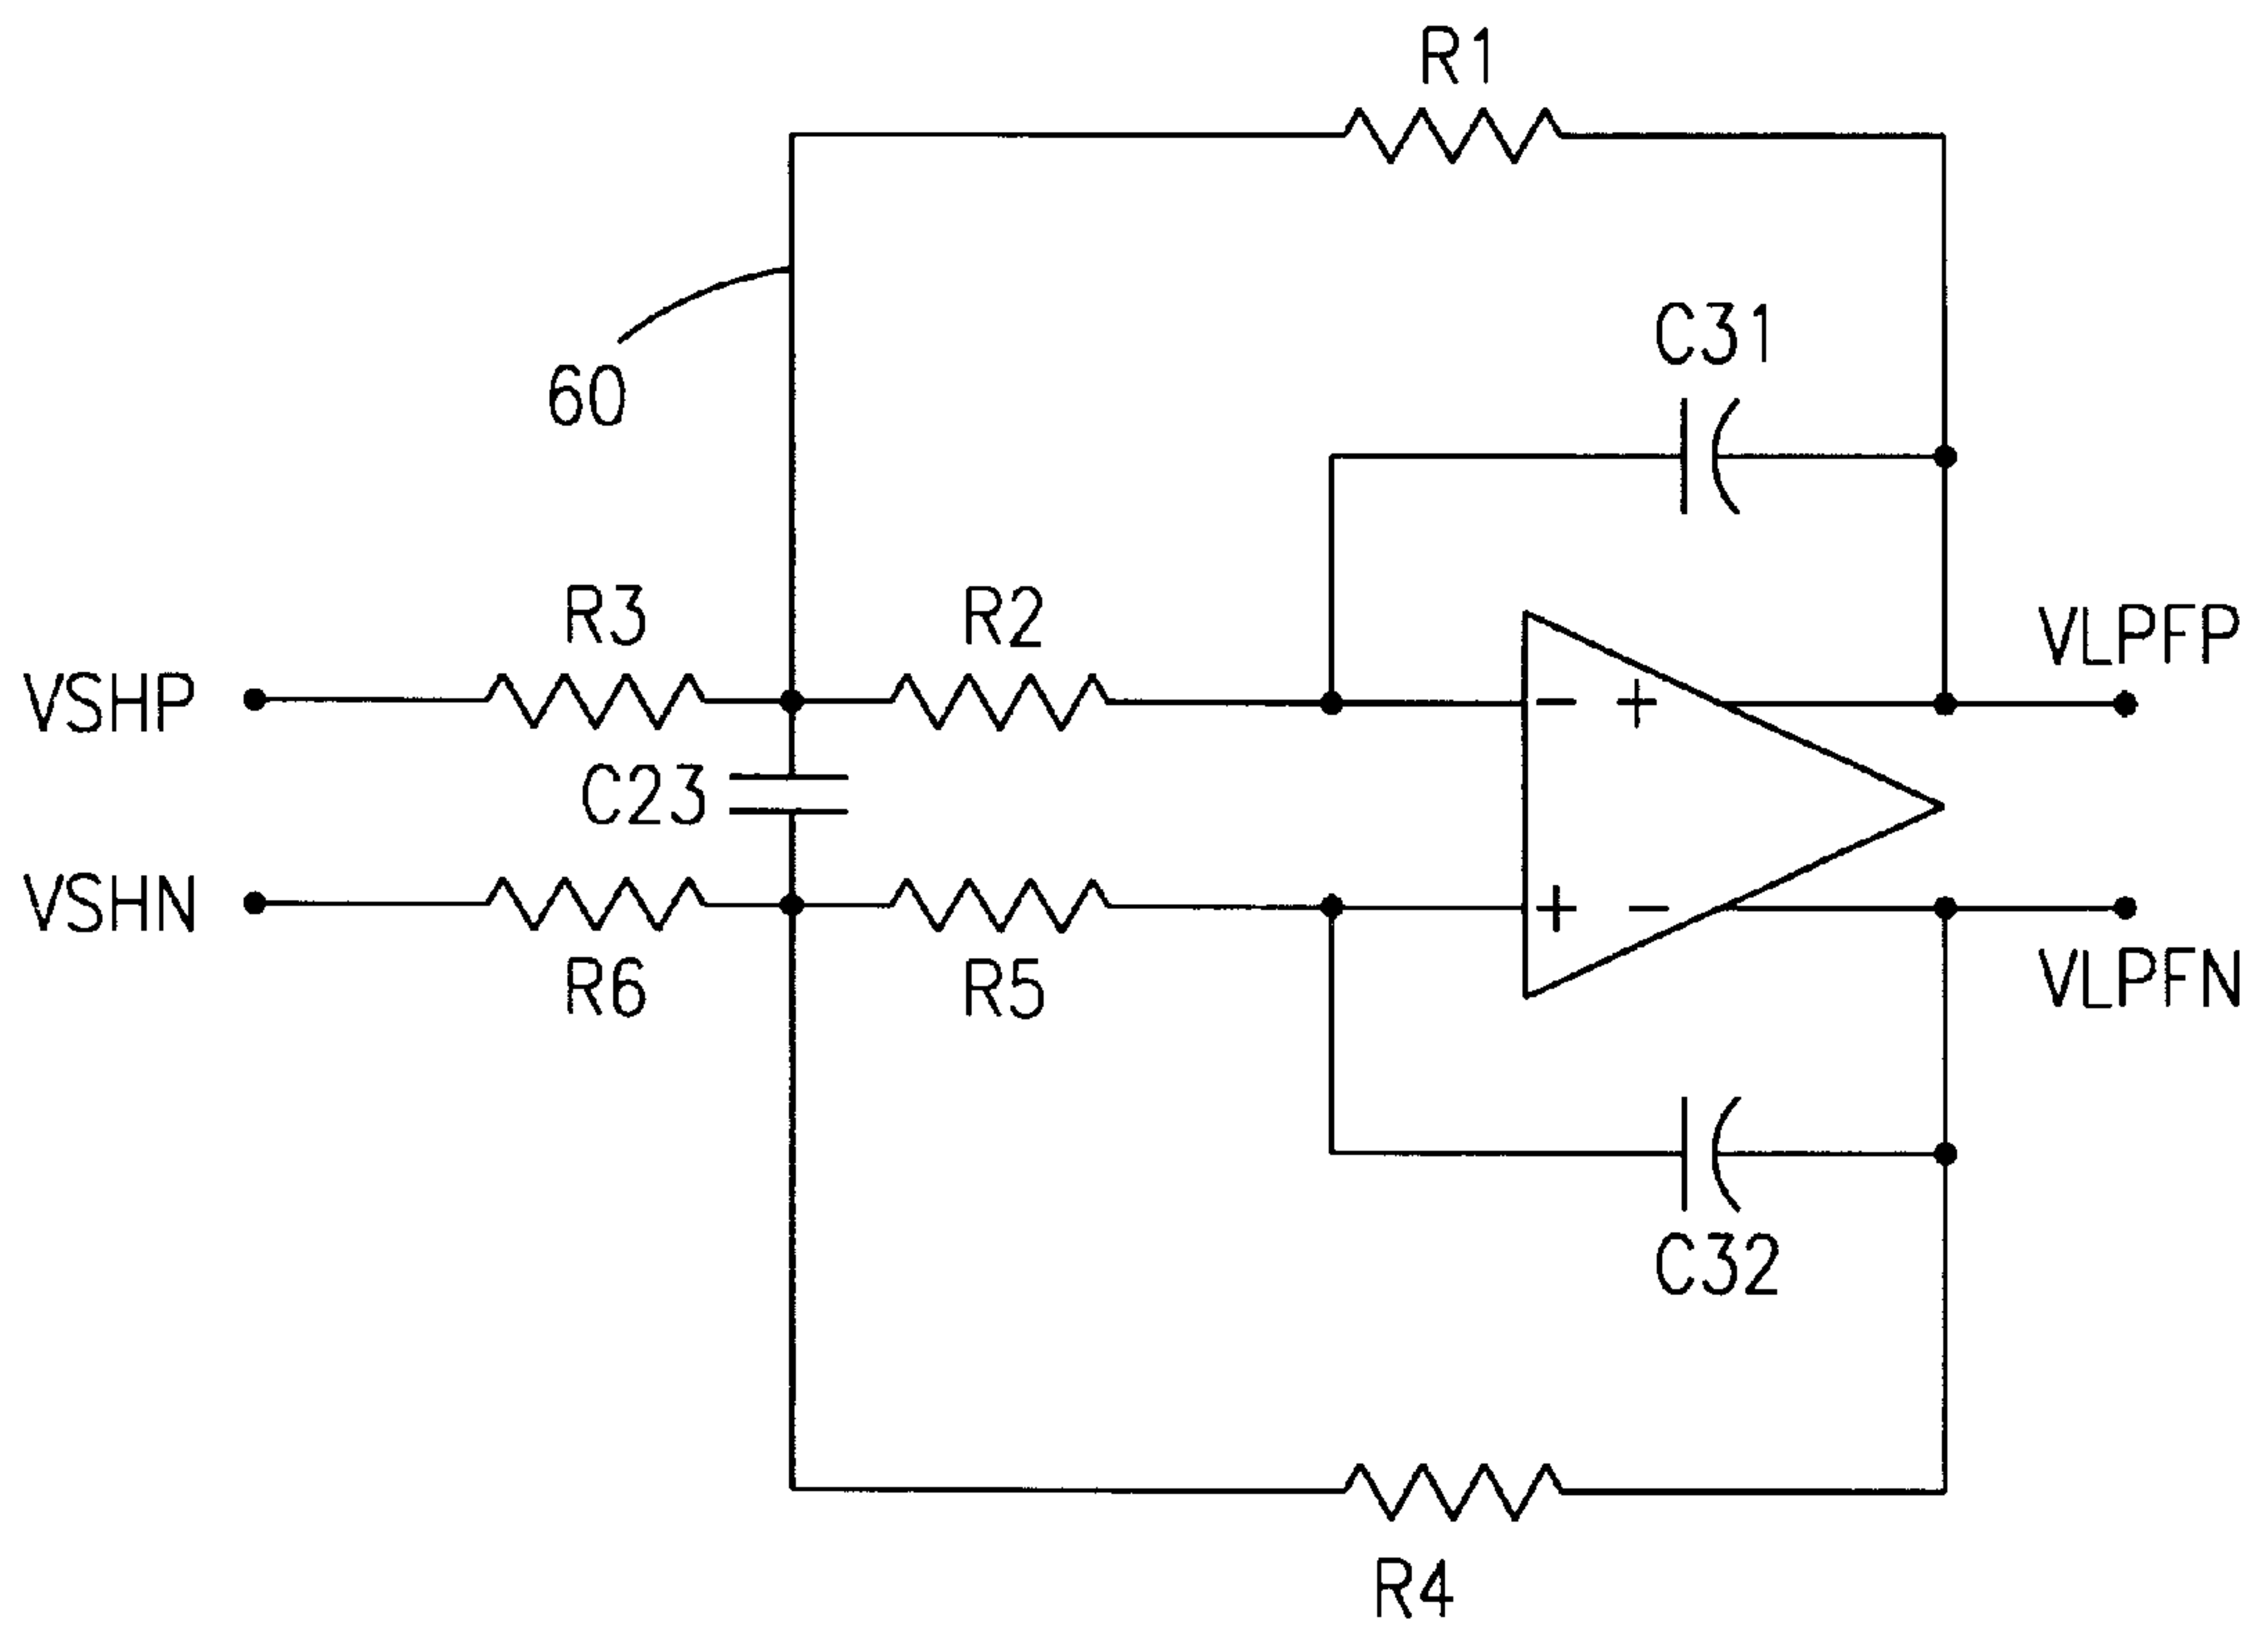 R1
C31
60
R3
R2
VLPFP
VSHP
- +
C23
VSHN
+ -
R6
R5
VLPFN
C32
R4